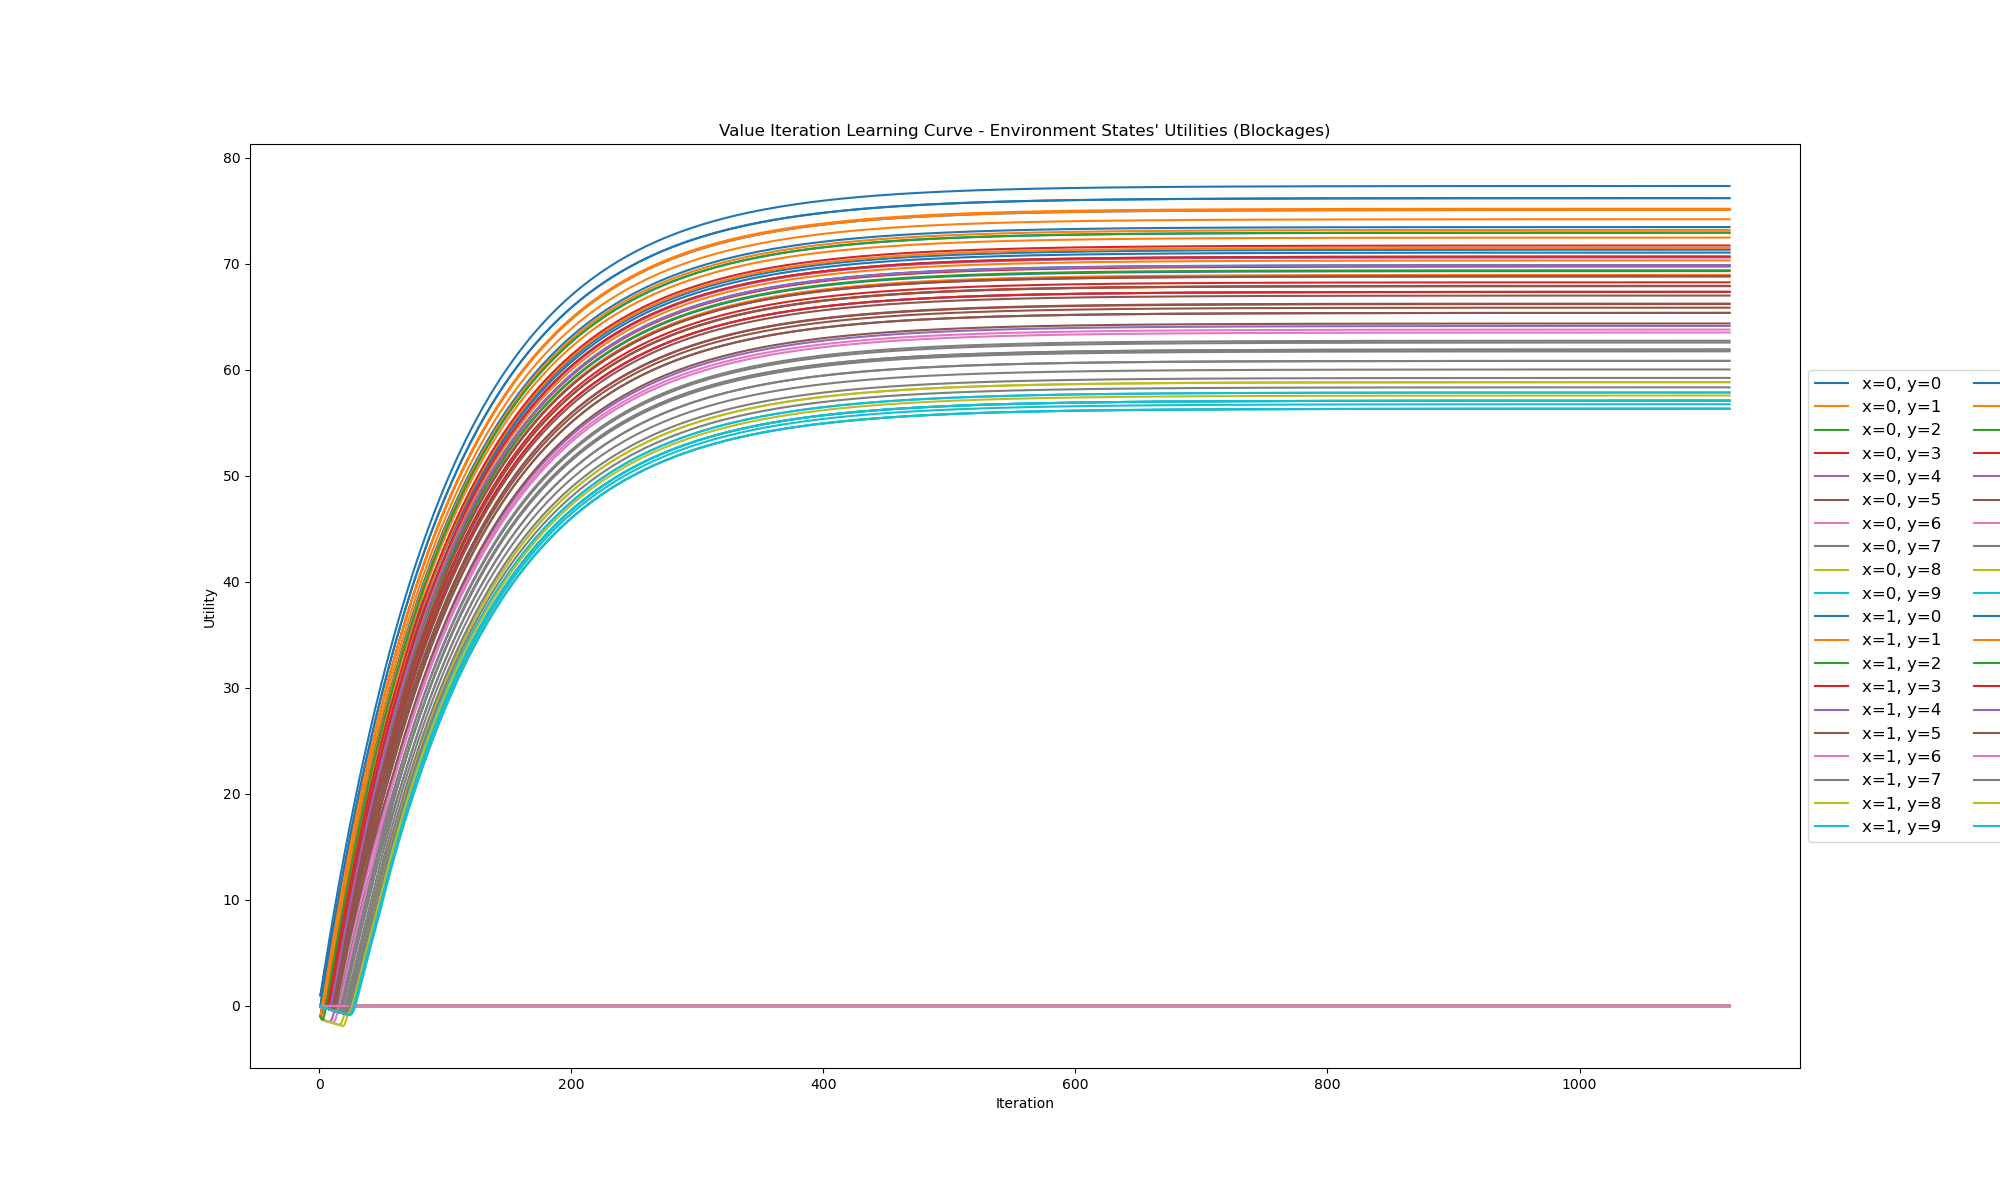 Value Iteration Learning Curve - Environment States' Utilities (Blockages)
80
70
60
50
40
30
20
10
0
Utility
0 200 400 600 800 1000
Iteration
x=0, y=0
x=0, y=1
x=0, y=2
x=0, y=3
x=0, y=4
x=0, y=5
x=0, y=6
x=0, y=7
x=0, y=8
x=0, y=9
x=1, y=0
x=1, y=1
x=1, y=2
x=1, y=3
x=1, y=4
x=1, y=5
x=1, y=6
x=1, y=7
x=1, y=8
x=1, y=9